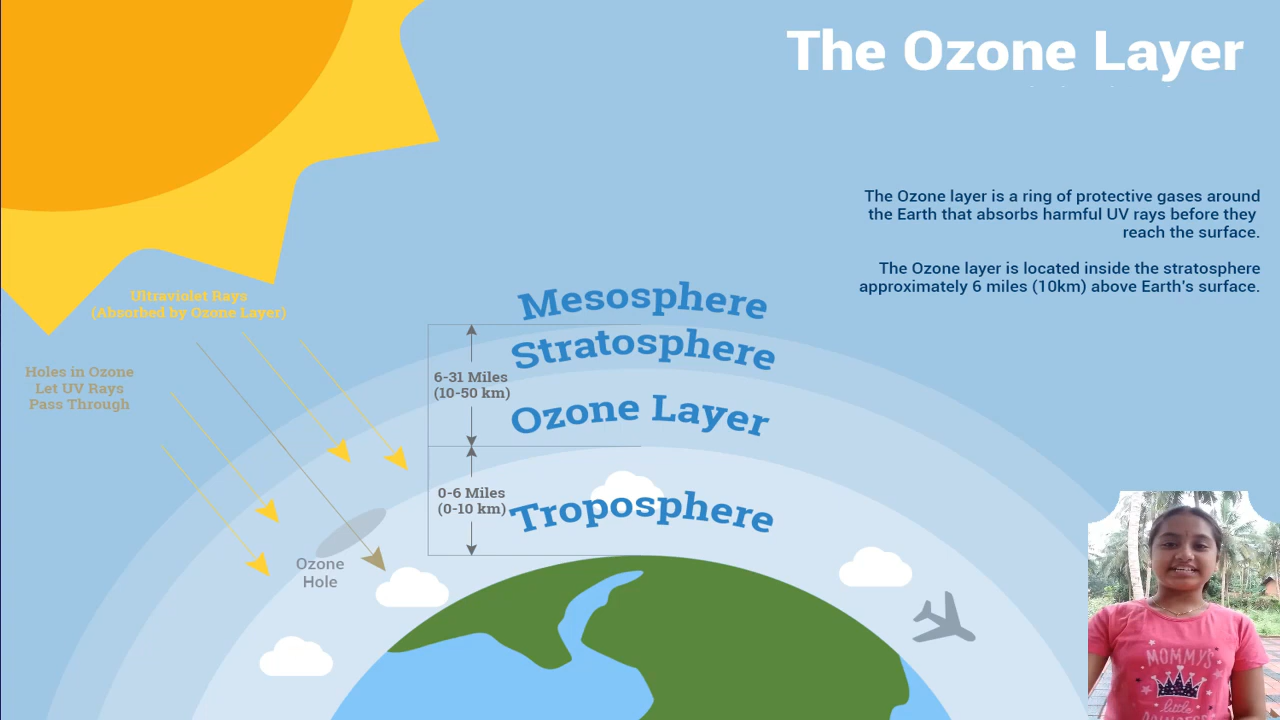 The Ozone Layer
The Ozone layer is a ring of protective gases around
the Earth that absorbs harmful UV rays before they
reach the surface.
The Ozone layer is located inside the stratosphere
approximately 6 miles (10km) above Earth's surface.
Ultraviolet Rays
(Absorbed by Ozone Layer)
Holes in Ozone
Let UV Rays
Pass Through
Mesosphere
Stratosphere
6-31 Miles
(10-50 km)
Ozone Layer
0-6 Miles
(0-10 km)
Troposphere
Ozone
Hole
MOMMY'S
little